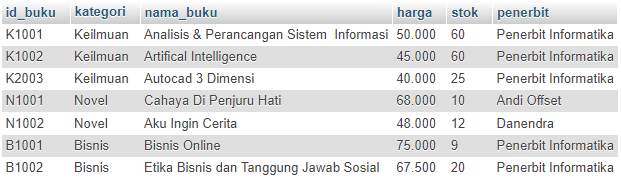 id_buku kategori nama_buku harga stok penerbit
K1001 Keilmuan Analisis & Perancangan Sistem Informasi 50.000 60 Penerbit Informatika
K1002 Keilmuan Artifical Intelligence 45.000 60 Penerbit Informatika
K2003 Keilmuan Autocad 3 Dimensi 40.000 25 Penerbit Informatika
N1001 Novel Cahaya Di Penjuru Hati 68.000 10 Andi Offset
N1002 Novel Aku Ingin Cerita 48.000 12 Danendra
B1001 Bisnis Bisnis Online 75.000 9 Penerbit Informatika
B1002 Bisnis Etika Bisnis dan Tanggung Jawab Sosial 67.500 20 Penerbit Informatika